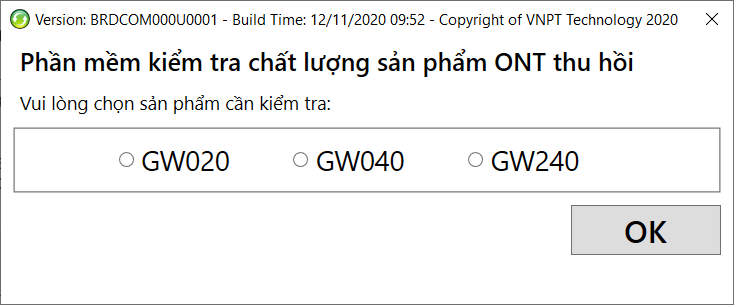 Version: BRDCOM000U0001 - Build Time: 12/11/2020 09:52 - Copyright of VNPT Technology 2020
Phần mềm kiểm tra chất lượng sản phẩm ONT thu hồi
Vui lòng chọn sản phẩm cần kiểm tra:
GW020 GW040 GW240
OK